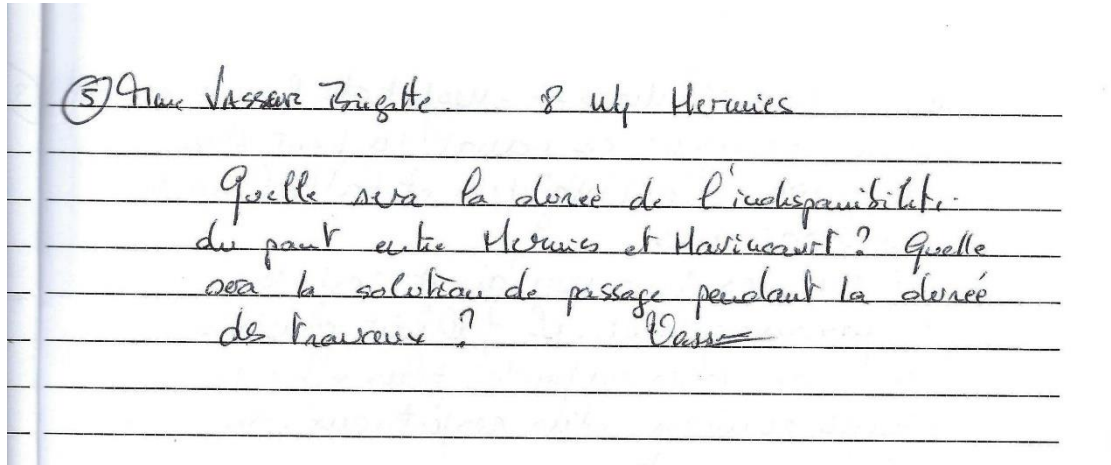 ⑤ Mme VASSEUR Brigitte 8 Hermies
Quelle sera la durée de l'indisponibilité
du pont entre Hermies et Havrincourt ? Quelle
sera la solution de passage pendant la durée
des travaux ? Vass